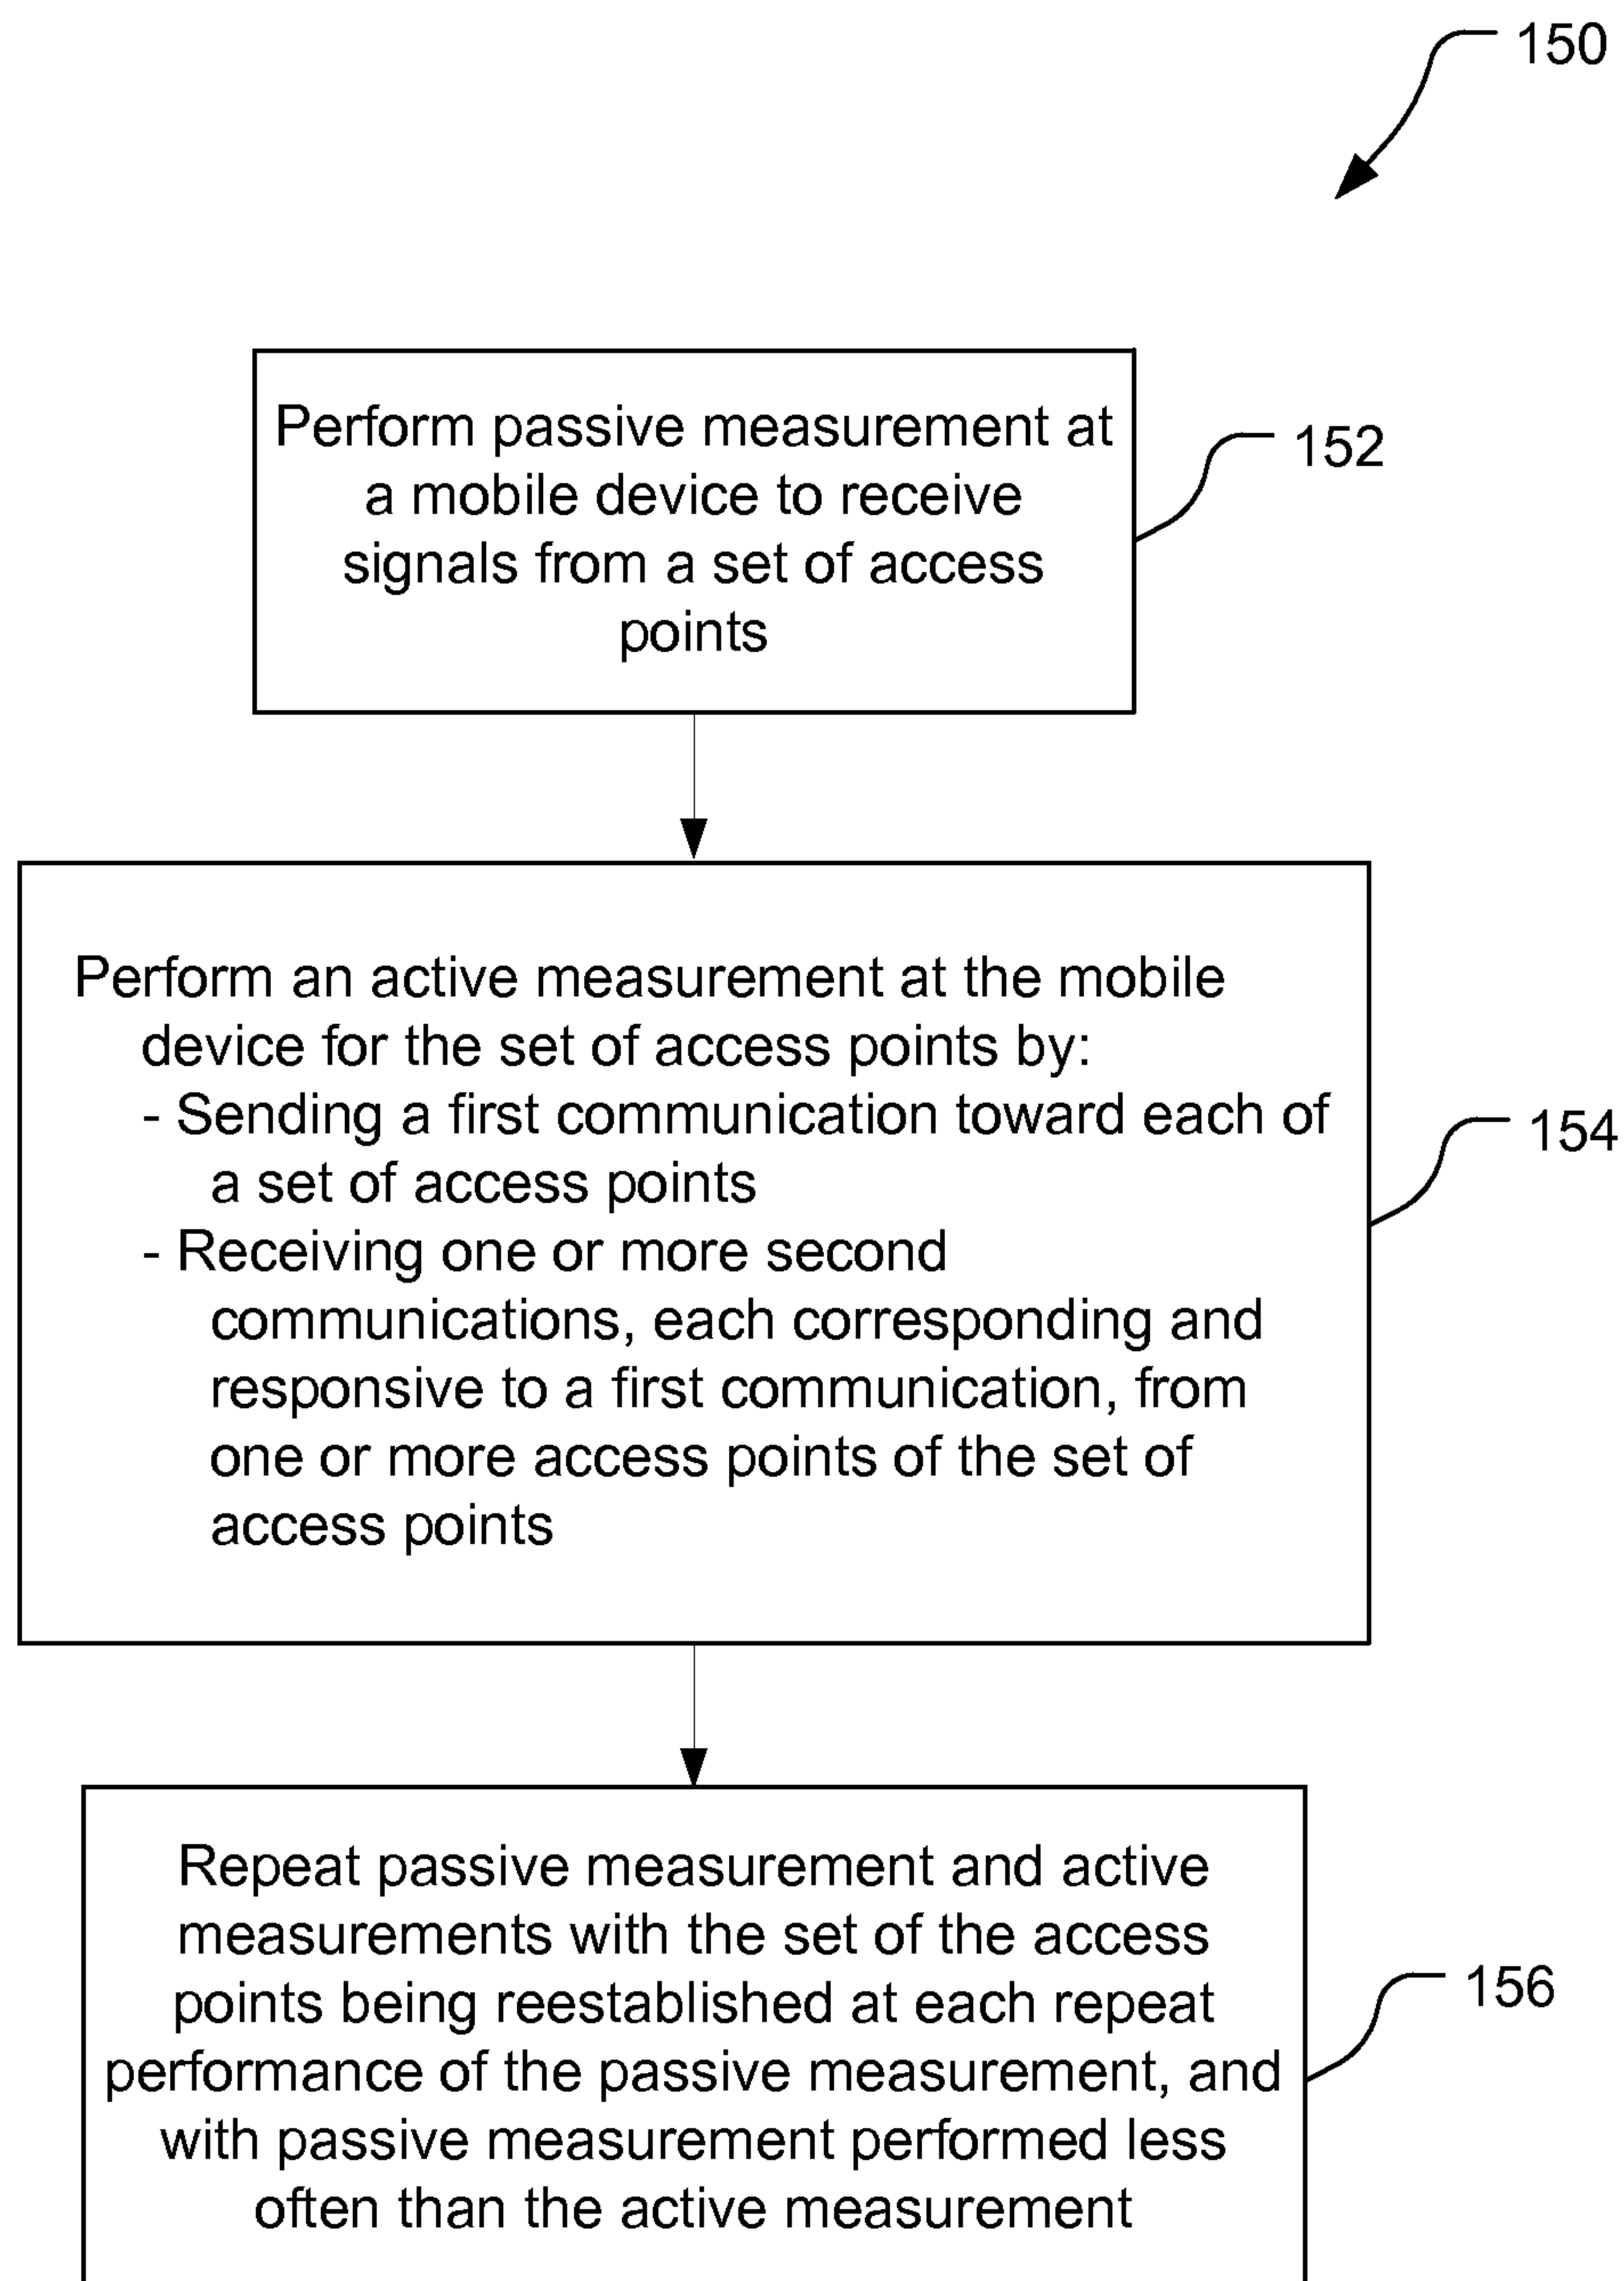 150
Perform passive measurement at
a mobile device to receive
signals from a set of access
points
152
Perform an active measurement at the mobile
device for the set of access points by:
- Sending a first communication toward each of
a set of access points
- Receiving one or more second
communications, each corresponding and
responsive to a first communication, from
one or more access points of the set of
access points
154
Repeat passive measurement and active
measurements with the set of the access
points being reestablished at each repeat
performance of the passive measurement, and
with passive measurement performed less
often than the active measurement
156